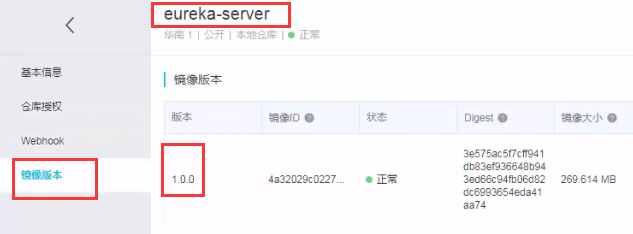 eureka-server
华南 1 | 公开 | 本地仓库 | 正常
基本信息
仓库授权
Webhook
镜像版本
镜像版本
版本 镜像ID 状态 Digest 镜像大小
1.0.0 4a32029c0227... 正常 269.614 MB
3e575ac5f7cff941
db83ef936648b94
3ed66c94fb06d82
dc6993654eda41
aa74